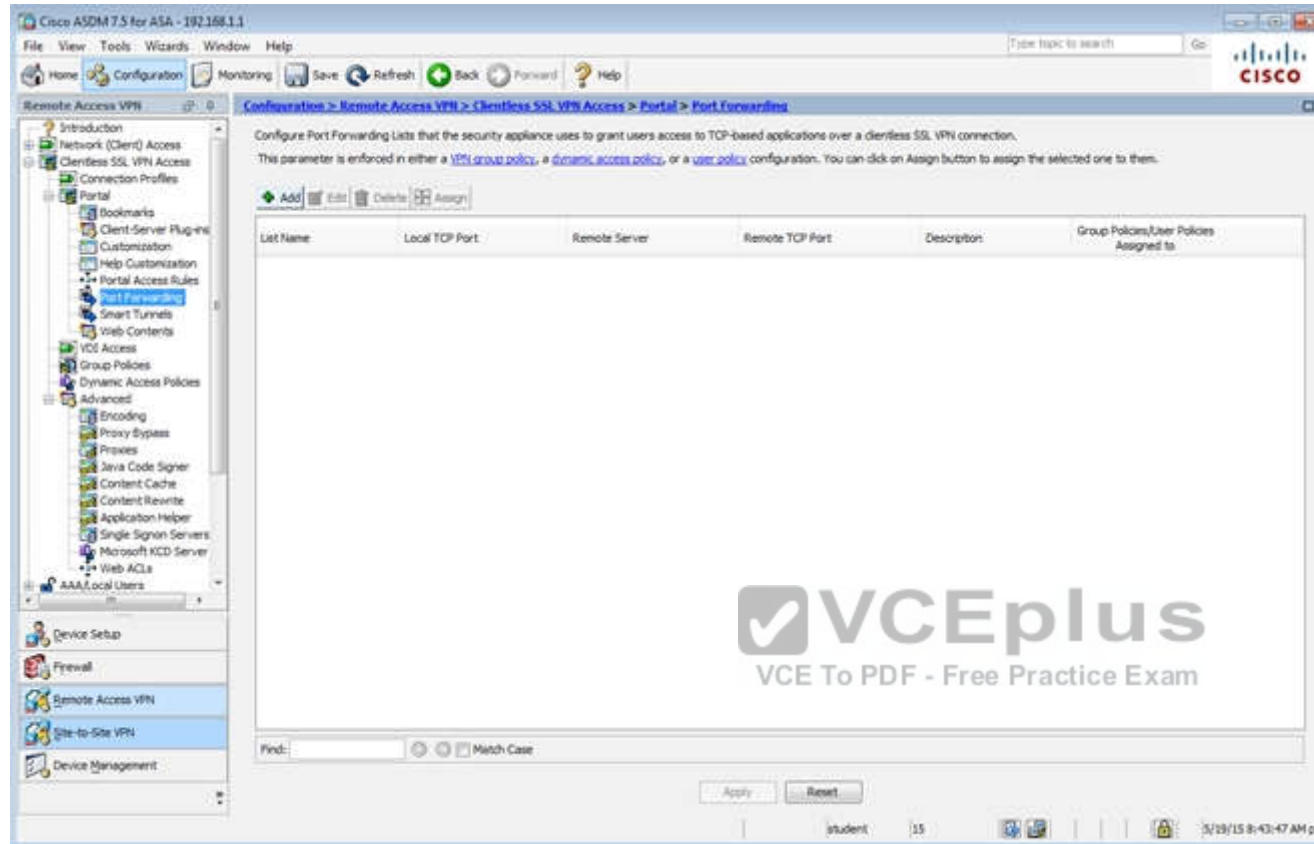 Cisco ASDM 7.5 for ASA - 192.168.1.1
File View Tools Wizards Window Help
Type topic to search Go
Home Configuration Monitoring Save Refresh Back Forward Help
CISCO
Remote Access VPN
Configuration > Remote Access VPN > Clientless SSL VPN Access > Portal > Port Forwarding
Introduction
Network (Client) Access
Clientless SSL VPN Access
Connection Profiles
Portal
Bookmarks
Client-Server Plug-ins
Customization
Help Customization
Portal Access Rules
Port Forwarding
Smart Tunnels
Web Contents
VDI Access
Group Policies
Dynamic Access Policies
Advanced
Encoding
Proxy Bypass
Proxies
Java Code Signer
Content Cache
Content Rewrite
Application Helper
Single Signon Servers
Microsoft KCD Server
Web ACLs
AAA/Local Users
Device Setup
Firewall
Remote Access VPN
Site-to-Site VPN
Device Management
Configure Port Forwarding Lists that the security appliance uses to grant users access to TCP-based applications over a clientless SSL VPN connection.
This parameter is enforced in either a VPN group policy, a dynamic access policy, or a user policy configuration. You can click on Assign button to assign the selected one to them.
Add Edit Delete Assign
List Name Local TCP Port Remote Server Remote TCP Port Description Group Policies/User Policies
Assigned to
VCEplus
VCE To PDF - Free Practice Exam
Find: Match Case
Apply Reset
student 15 5/19/15 8:43:47 AM p